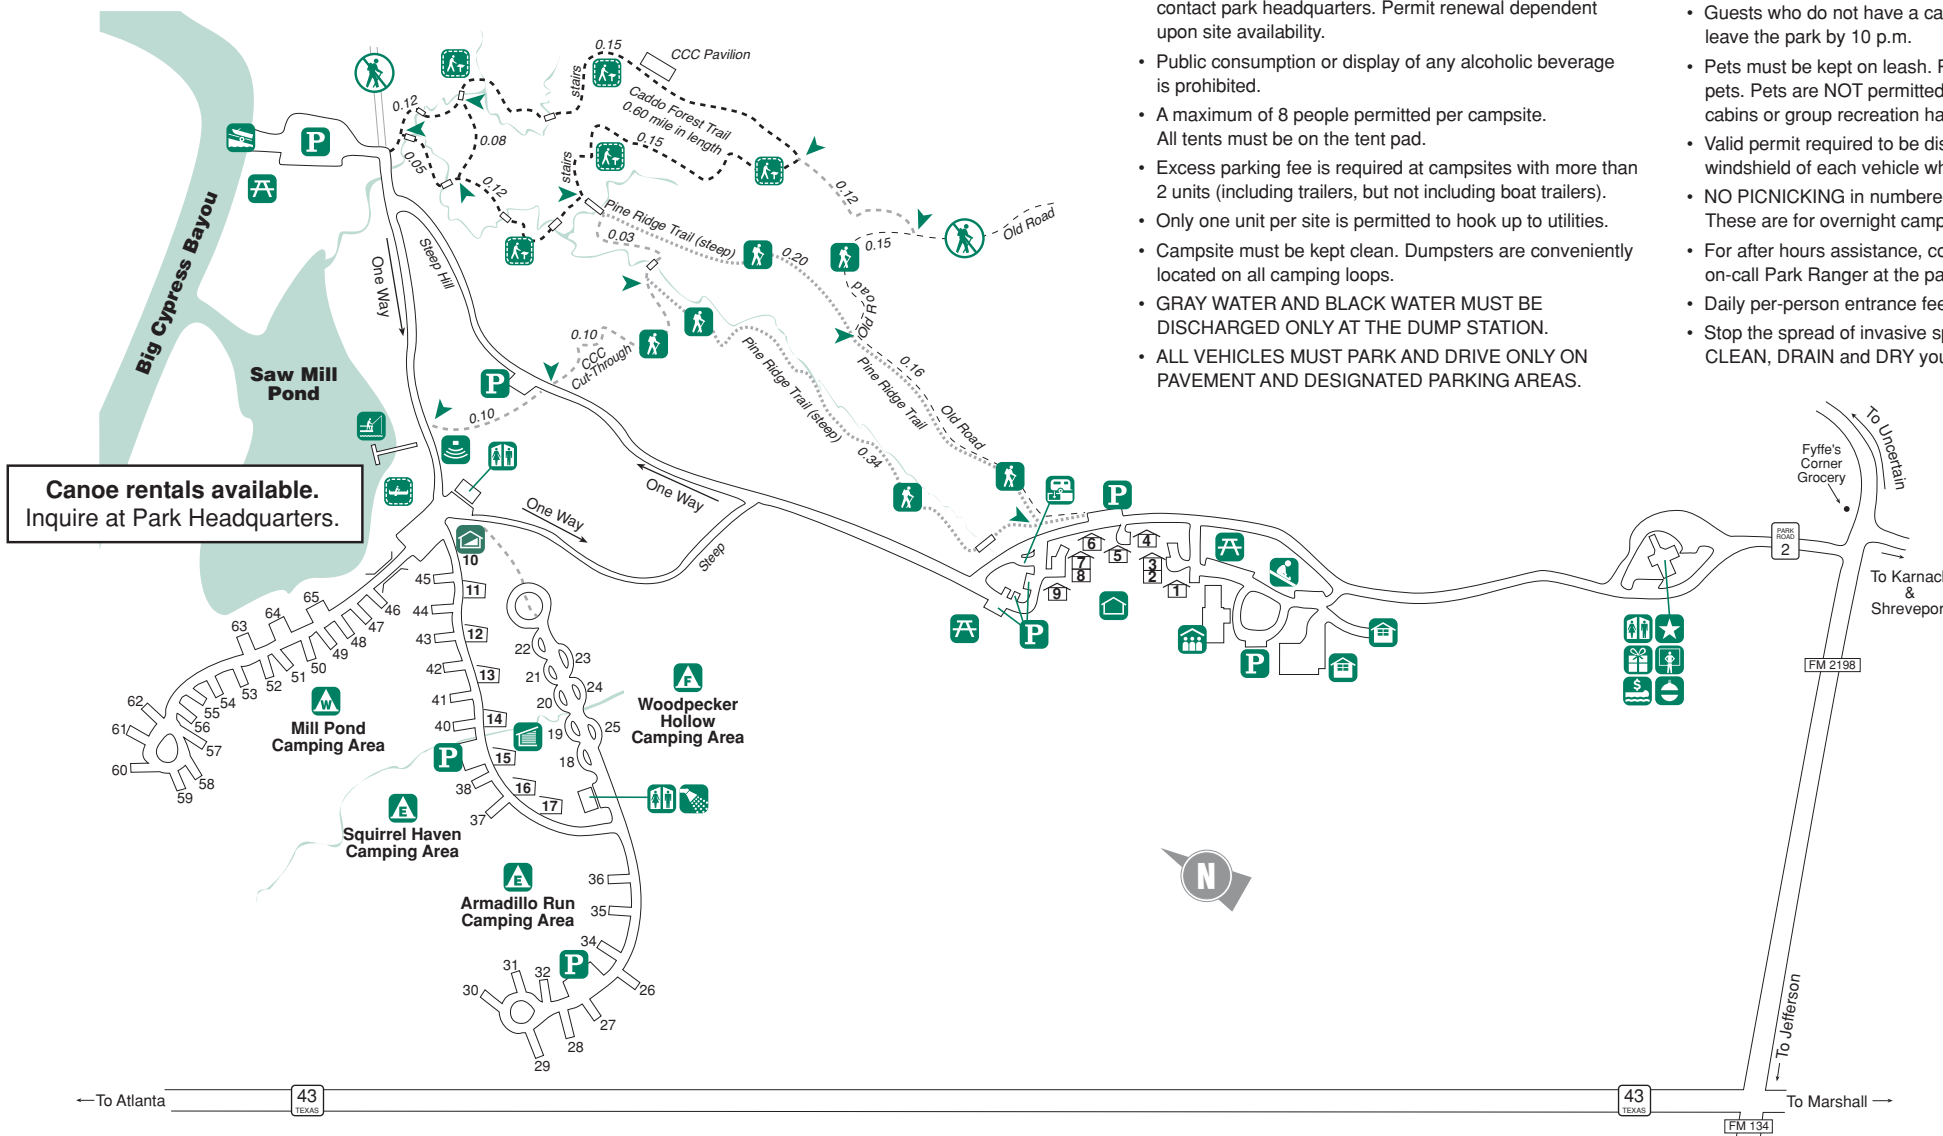 contact park headquarters. Permit renewal dependent
upon site availability.
• Public consumption or display of any alcoholic beverage
is prohibited.
• A maximum of 8 people permitted per campsite.
All tents must be on the tent pad.
• Excess parking fee is required at campsites with more than
2 units (including trailers, but not including boat trailers).
• Only one unit per site is permitted to hook up to utilities.
• Campsite must be kept clean. Dumpsters are conveniently
located on all camping loops.
• GRAY WATER AND BLACK WATER MUST BE
DISCHARGED ONLY AT THE DUMP STATION.
• ALL VEHICLES MUST PARK AND DRIVE ONLY ON
PAVEMENT AND DESIGNATED PARKING AREAS.
• Guests who do not have a
leave the park by 10 p.m.
• Pets must be kept on leash.
pets. Pets are NOT permitted
cabins or group recreation
• Valid permit required to be
windshield of each vehicle
• NO PICNICKING in
These are for overnight
• For after hours assistance,
on-call Park Ranger at the
• Daily per-person entrance
• Stop the spread of invasive
CLEAN, DRAIN and DRY
0.15
CCC Pavilion
stairs
Caddo Forest Trail
0.60 mile in length
0.15
0.12
0.08
0.05
0.12
stairs
0.12
0.15
Old Road
P
Pine Ridge Trail (steep)
0.03
0.20
Old Road
Big Cypress Bayou
One Way
Steep Hill
0.10
CCC
Cut-Through
0.10
P
Pine Ridge Trail (steep)
0.34
0.16
Pine Ridge Trail
Old Road
Saw Mill
Pond
Canoe rentals available.
Inquire at Park Headquarters.
One Way
One Way
Steep
P
6
4
5
7
8
3
2
9
1
P
P
Fyffe's
Corner
Grocery
To Uncertain
PARK
ROAD
2
To
&
FM 2198
$
10
11
12
13
14
15
16
17
45
44
43
42
41
40
P
38
37
46
47
48
49
50
51
52
53
54
55
56
57
58
59
60
61
62
63
64
65
W
Mill Pond
Camping Area
22
23
21
24
20
19
25
18
F
Woodpecker
Hollow
Camping Area
E
Squirrel Haven
Camping Area
E
Armadillo Run
Camping Area
36
35
34
P
31
32
30
26
27
28
29
N
To Jefferson
To Atlanta
43
TEXAS
43
TEXAS
To Marshall
FM 134